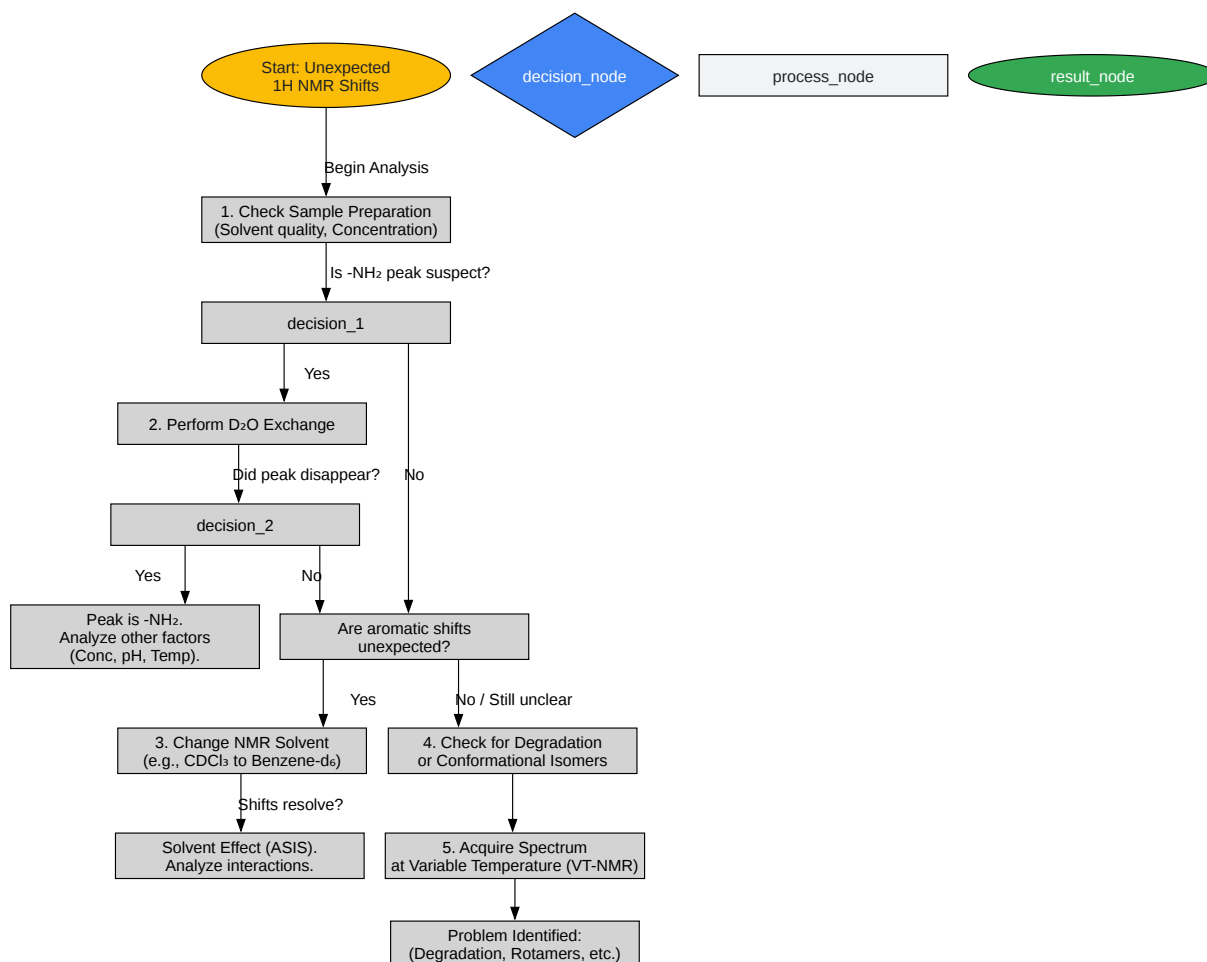 Start: Unexpected
1H NMR Shifts
decision_node
process_node
result_node
Begin Analysis
1. Check Sample Preparation
(Solvent quality, Concentration)
Is -NH₂ peak suspect?
decision_1
Yes
2. Perform D₂O Exchange
Did peak disappear?
No
decision_2
Yes
No
Peak is -NH₂.
Analyze other factors
(Conc, pH, Temp).
Are aromatic shifts
unexpected?
Yes
No / Still unclear
3. Change NMR Solvent
(e.g., CDCl₃ to Benzene-d₆)
4. Check for Degradation
or Conformational Isomers
Shifts resolve?
Solvent Effect (ASIS).
Analyze interactions.
5. Acquire Spectrum
at Variable Temperature (VT-NMR)
Problem Identified:
(Degradation, Rotamers, etc.)